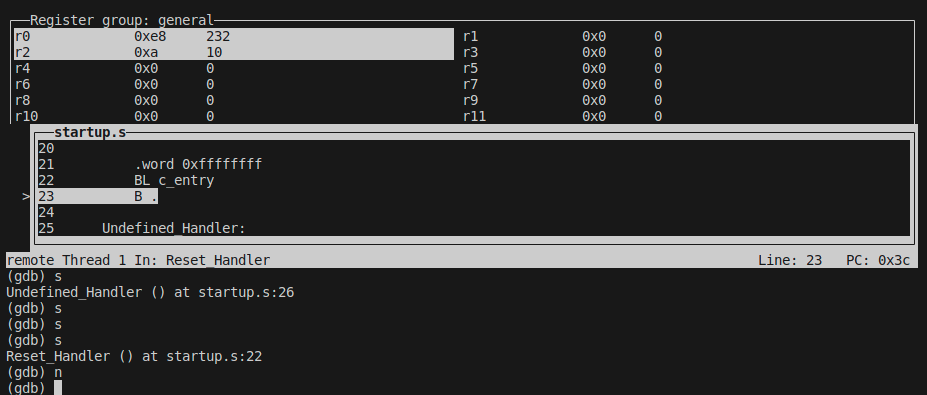 Register group: general
r0 0xe8 232 r1 0x0 0
r2 0xa 10 r3 0x0 0
r4 0x0 0 r5 0x0 0
r6 0x0 0 r7 0x0 0
r8 0x0 0 r9 0x0 0
r10 0x0 0 r11 0x0 0
startup.s
20
21 .word 0xffffffff
22 BL c_entry
> 23 B .
24
25 Undefined_Handler:
remote Thread 1 In: Reset_Handler Line: 23 PC: 0x3c
(gdb) s
Undefined_Handler () at startup.s:26
(gdb) s
(gdb) s
(gdb) s
Reset_Handler () at startup.s:22
(gdb) n
(gdb)